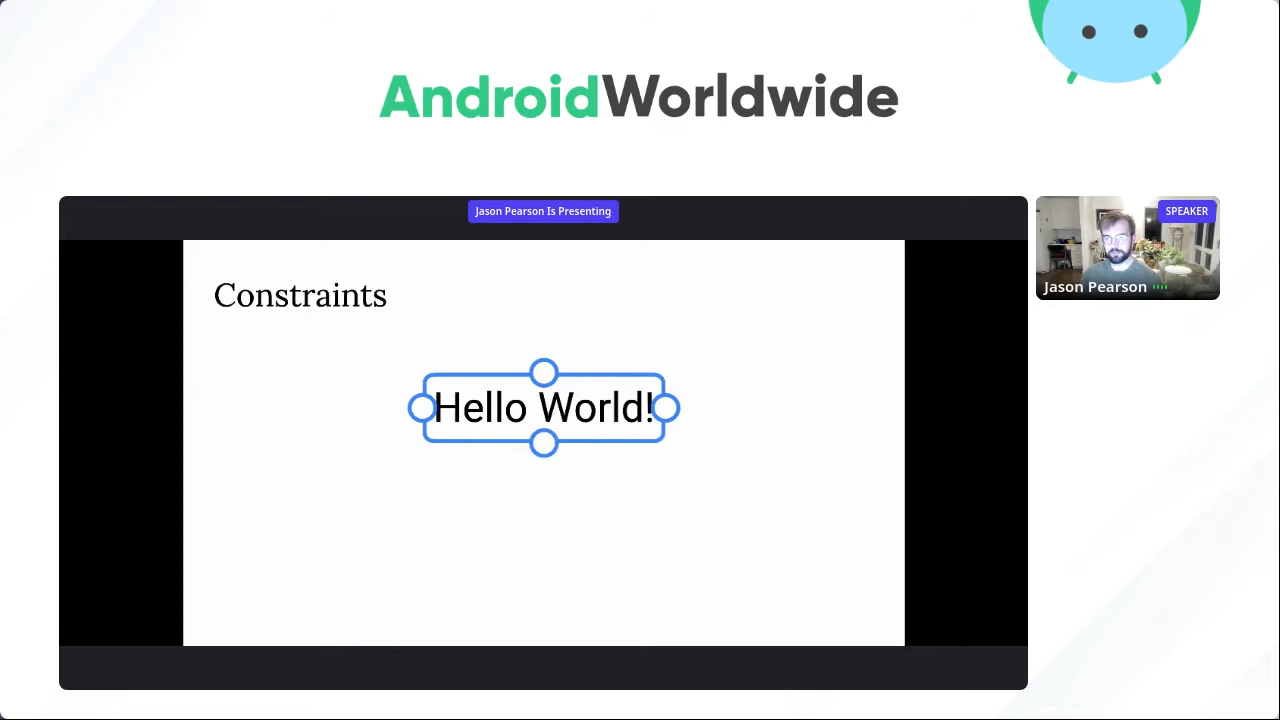 AndroidWorldwide
Jason Pearson Is Presenting
SPEAKER
Jason Pearson
Constraints
Hello World!